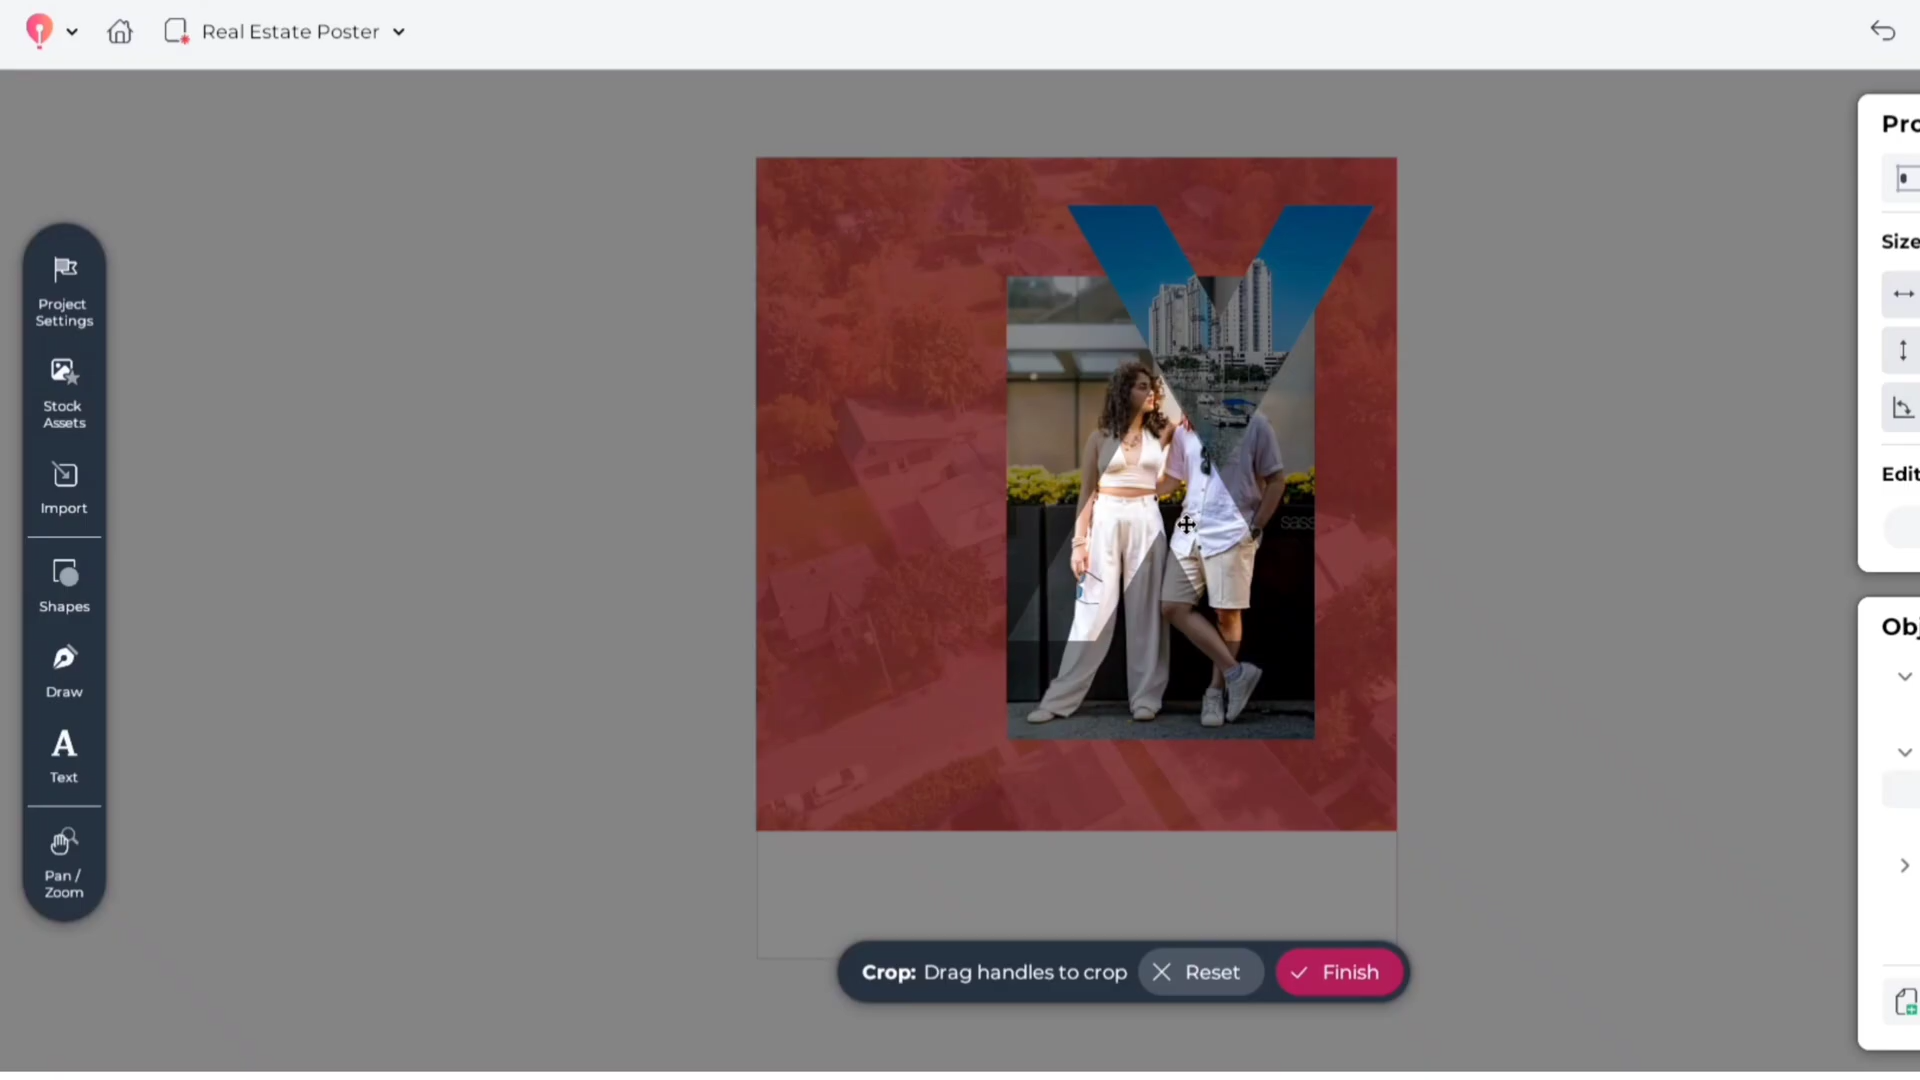 Real Estate Poster
Project
Settings
Stock
Assets
Import
Shapes
Draw
Text
Pan /
Zoom
sass
Crop: Drag handles to crop
Reset
Finish
Pro
Size
Edit
Obj